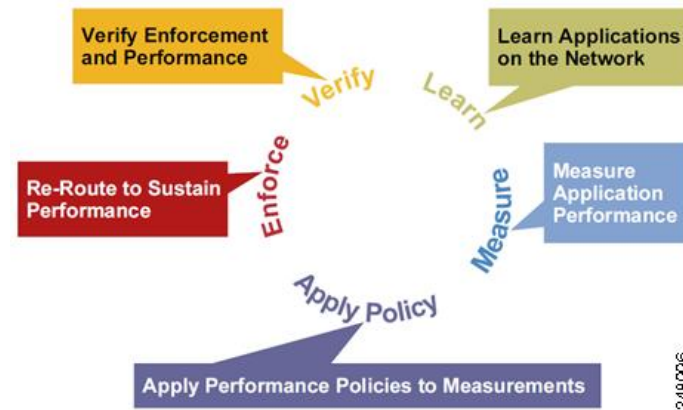 Verify Enforcement
and Performance
Learn Applications
on the Network
Verify
Learn
Re-Route to Sustain
Performance
Enforce
Measure
Measure
Application
Performance
Apply Policy
Apply Performance Policies to Measurements